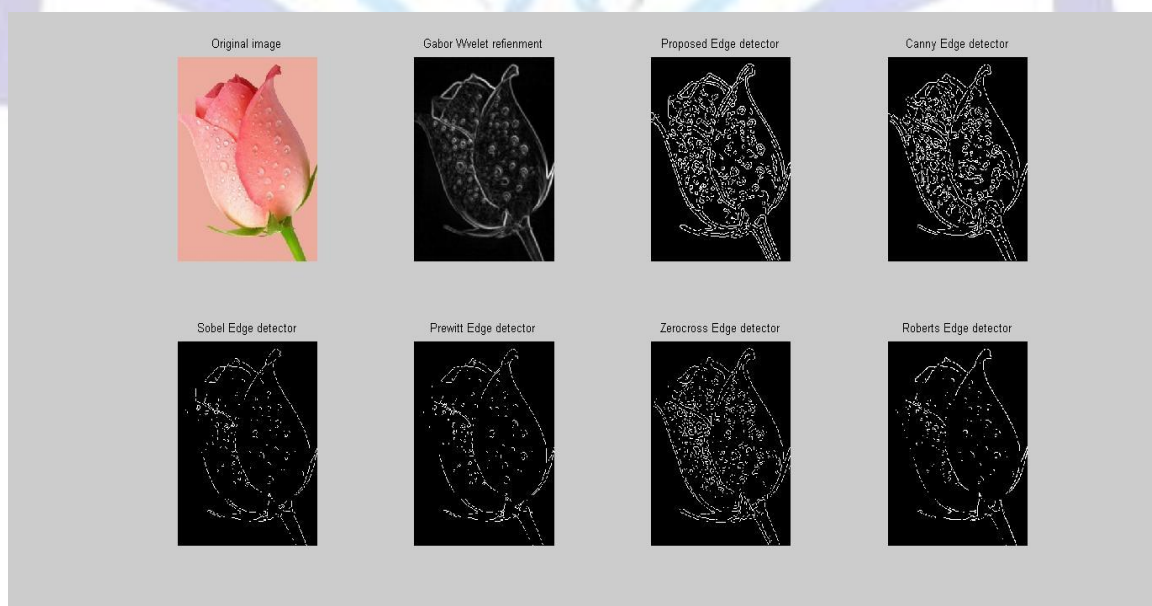 Original image
Gabor Wvelet refienment
Proposed Edge detector
Canny Edge detector
Sobel Edge detector
Prewitt Edge detector
Zerocross Edge detector
Roberts Edge detector